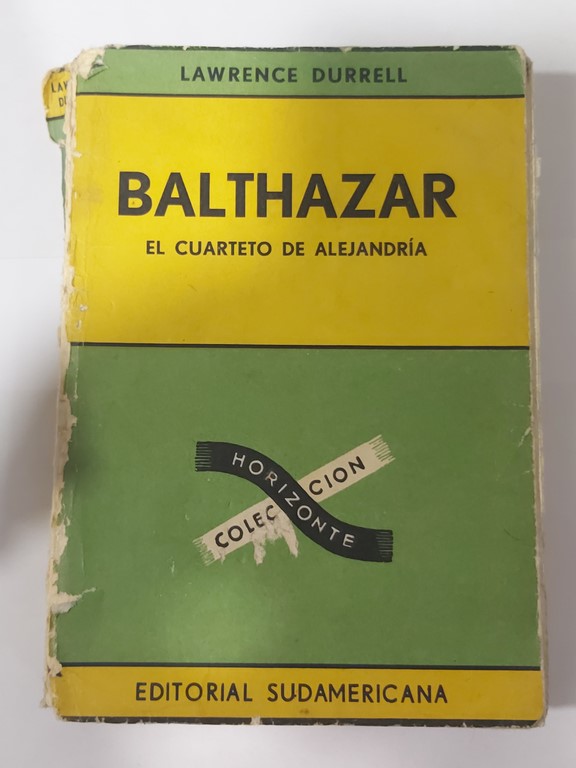 LAWRENCE DURRELL
BALTHAZAR
EL CUARTETO DE ALEJANDRÍA
COLECCION
HORIZONTE
EDITORIAL SUDAMERICANA